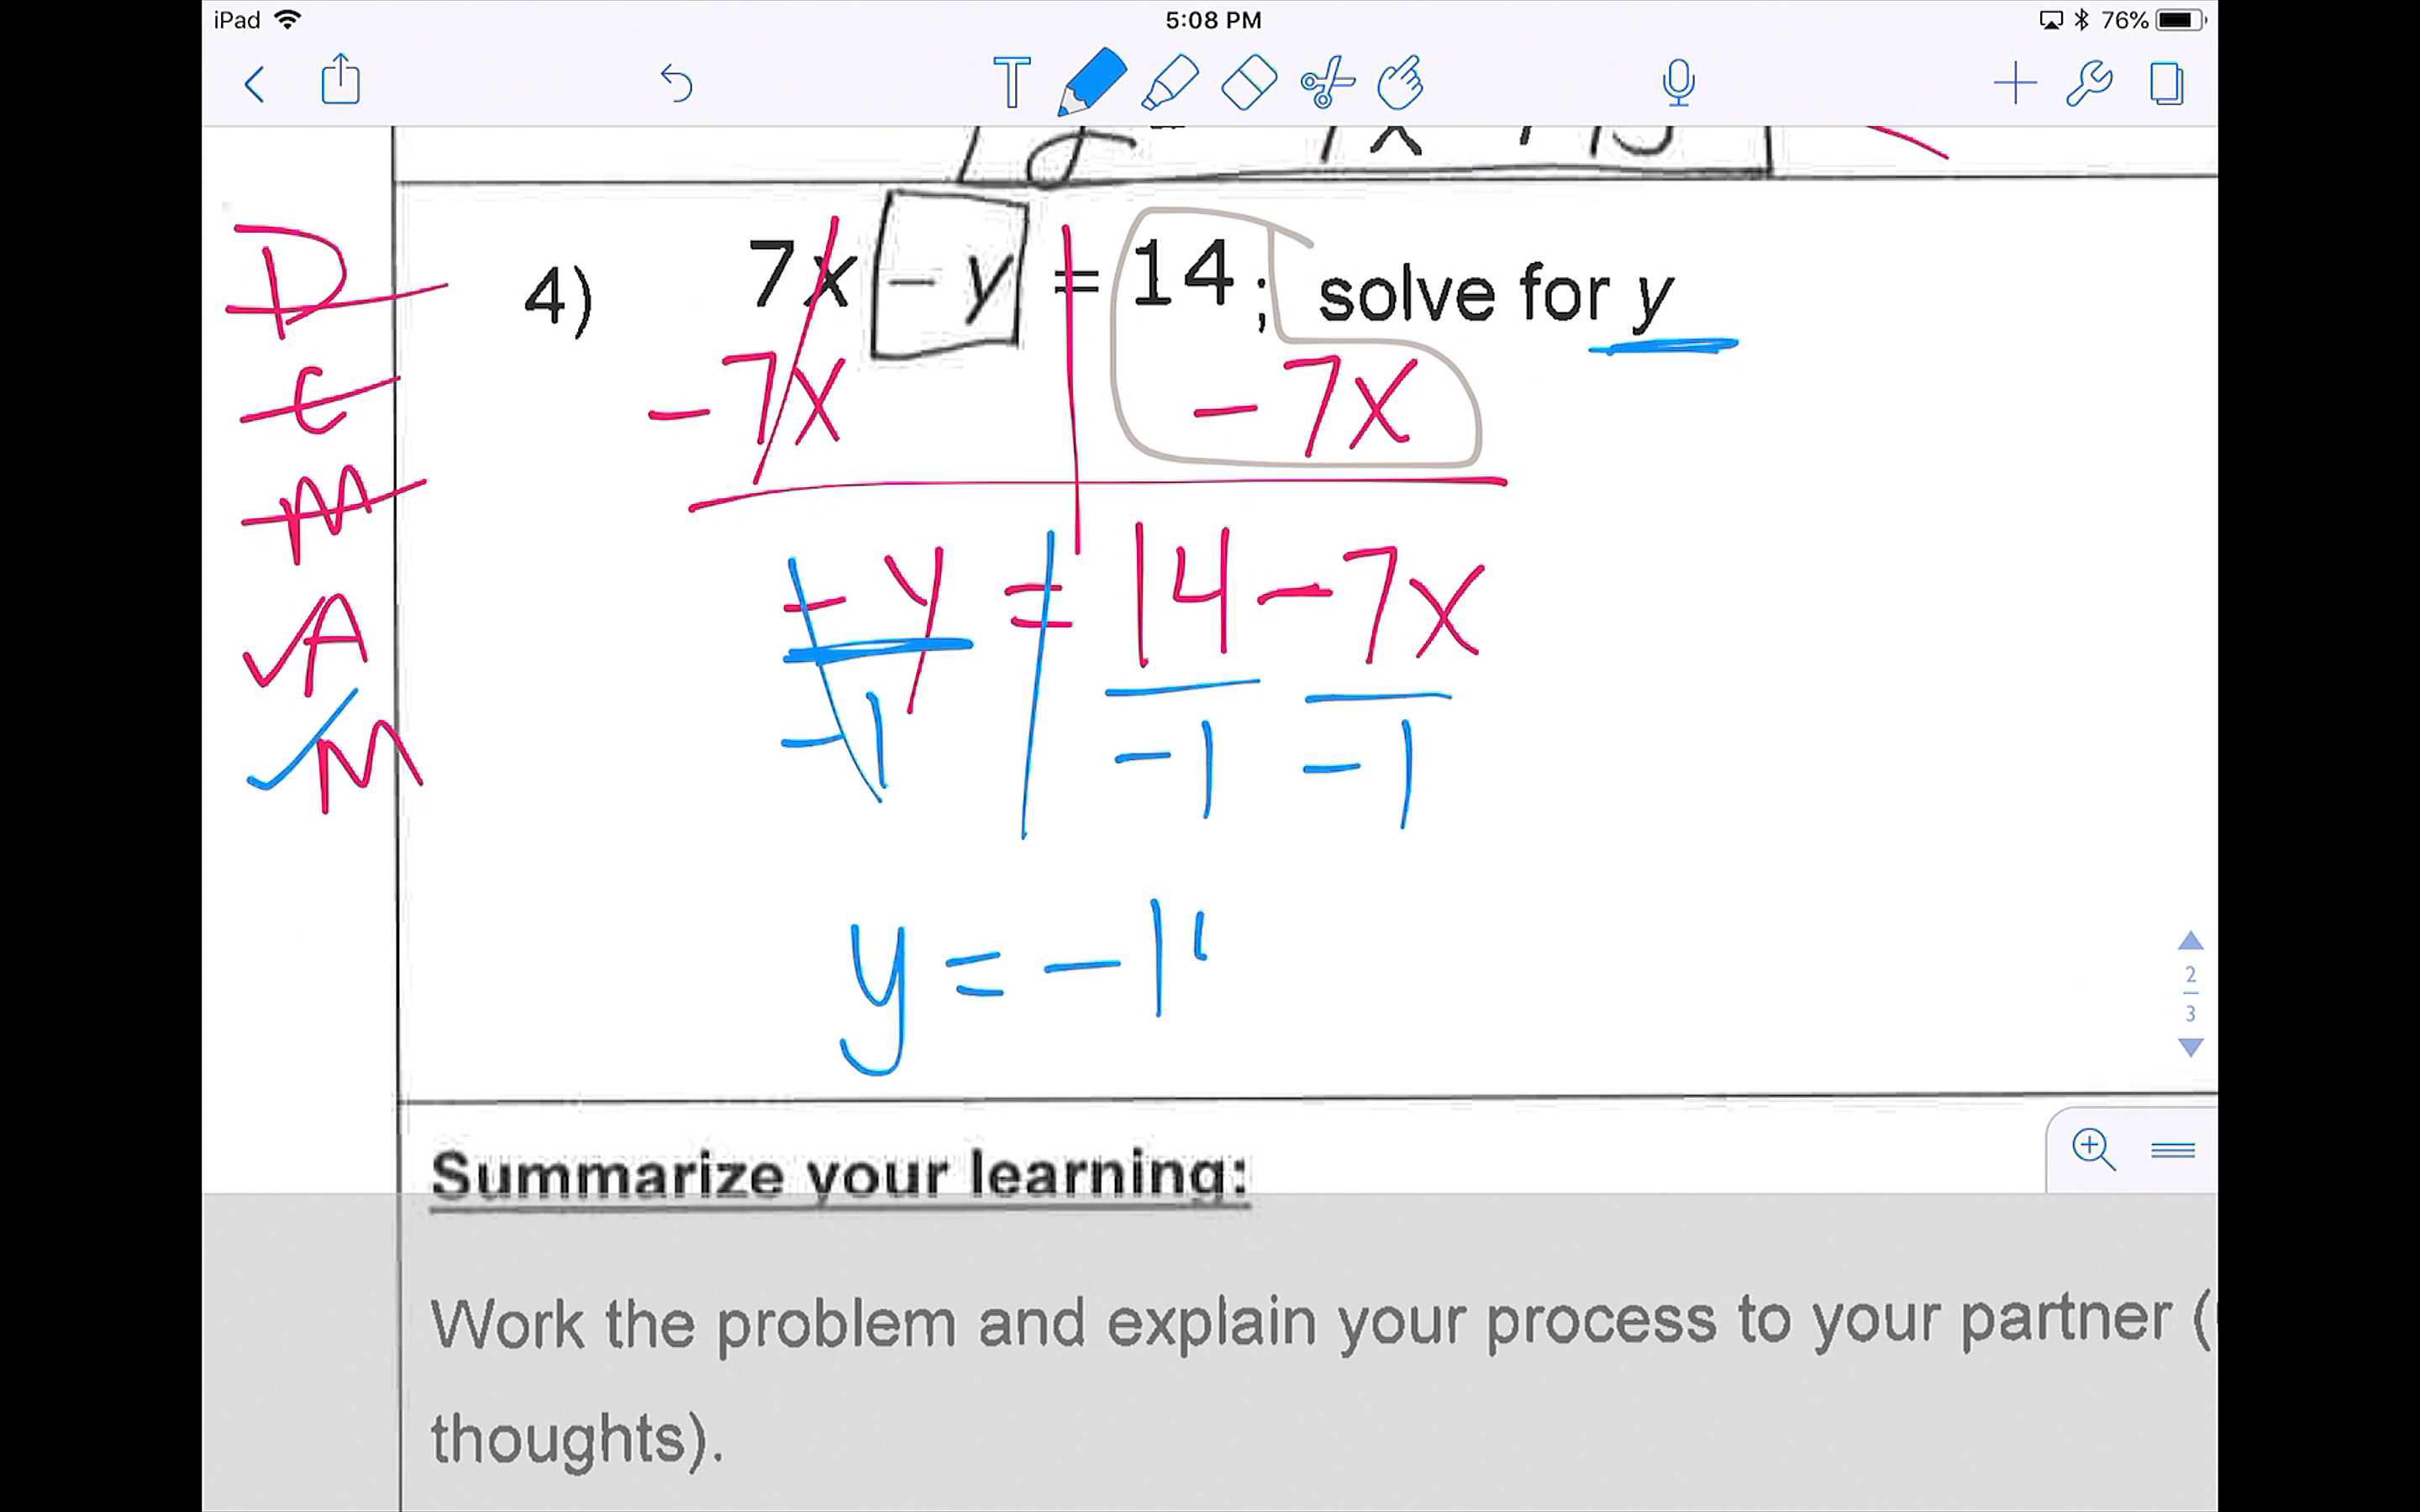 iPad 5:08 PM 76%
T
D
C
M
A
M
4) 7x - y = 14; solve for y
-7x -7x
-y = 14 - 7x
-1 -1 -1
y = -1
2
3
Summarize your learning:
Work the problem and explain your process to your partner (
thoughts).